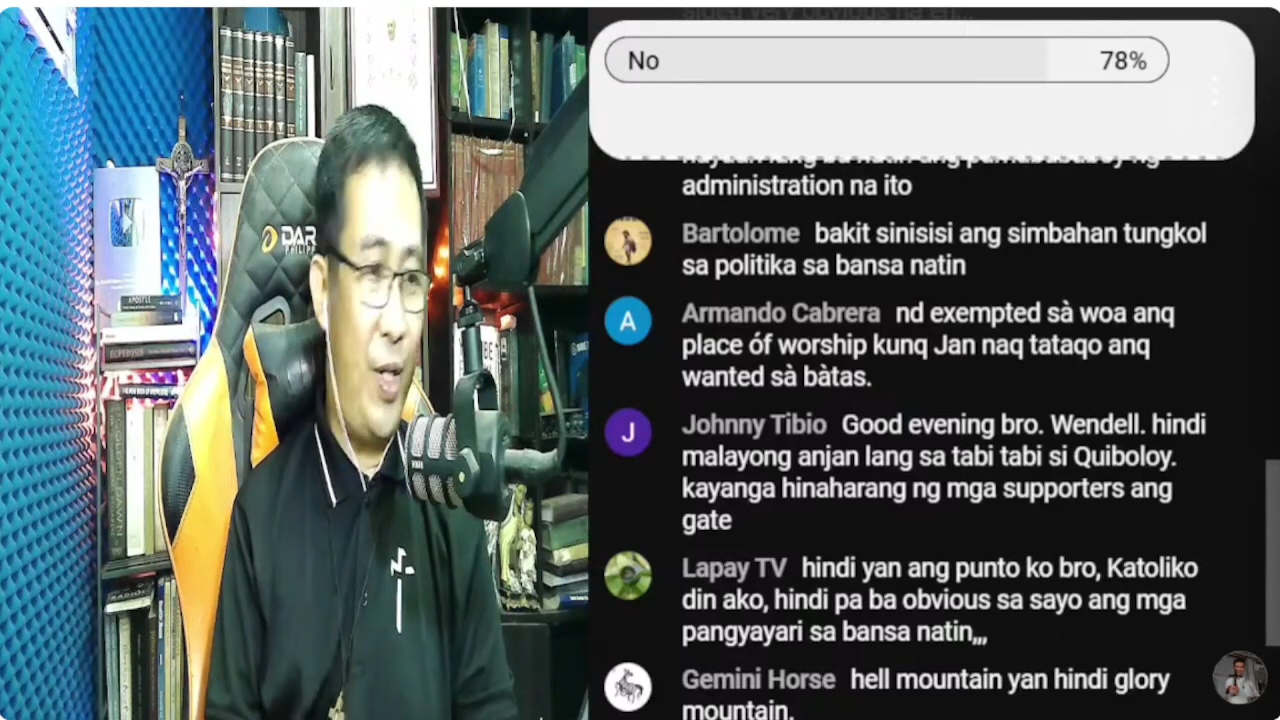 No 78%
administration na ito
Bartolome bakit sinisisi ang simbahan tungkol
sa politika sa bansa natin
Armando Cabrera nd exempted sà woa anq
place óf worship kunq Jan naq tataqo anq
wanted sà bàtas.
A
Johnny Tibio Good evening bro. Wendell. hindi
malayong anjan lang sa tabi tabi si Quiboloy.
kayanga hinaharang ng mga supporters ang
gate
J
Lapay TV hindi yan ang punto ko bro, Katoliko
din ako, hindi pa ba obvious sa sayo ang mga
pangyayari sa bansa natin,,,
Gemini Horse hell mountain yan hindi glory
mountain.
GOLDEN DAWN